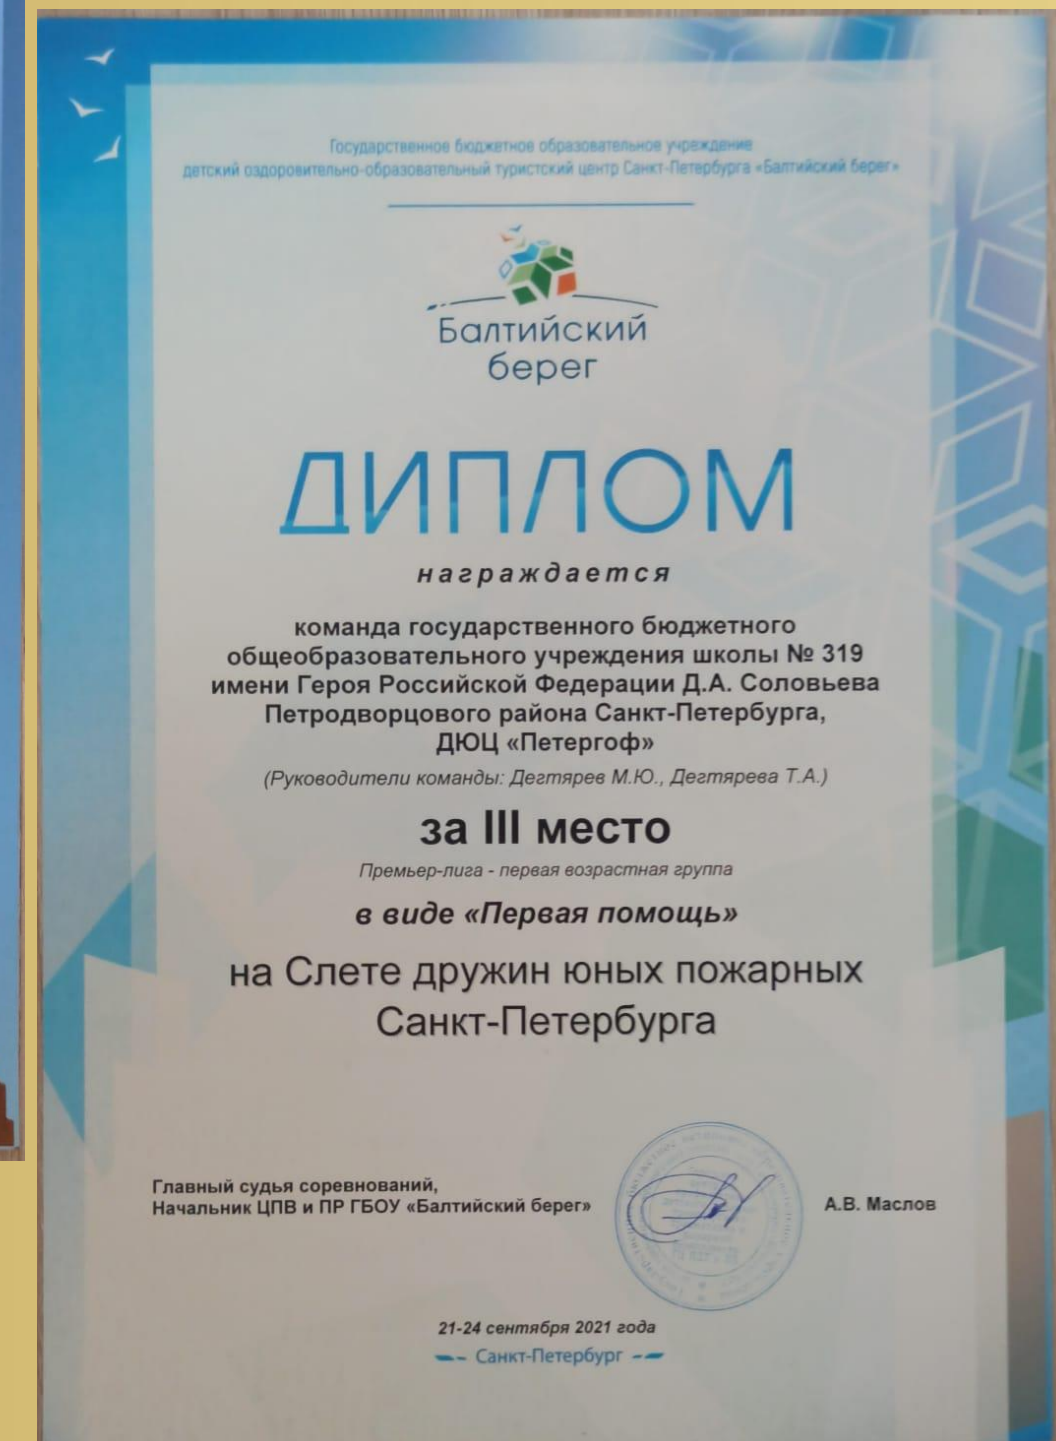 Государственное бюджетное образовательное учреждение
детский оздоровительно-образовательный туристский центр Санкт-Петербурга «Балтийский берег»
Балтийский
берег
ДИПЛОМ
награждается
команда государственного бюджетного
общеобразовательного учреждения школы № 319
имени Героя Российской Федерации Д.А. Соловьева
Петродворцового района Санкт-Петербурга,
ДЮЦ «Петергоф»
(Руководители команды: Дегтярев М.Ю., Дегтярева Т.А.)
за III место
Премьер-лига - первая возрастная группа
в виде «Первая помощь»
на Слете дружин юных пожарных
Санкт-Петербурга
Главный судья соревнований,
Начальник ЦПВ и ПР ГБОУ «Балтийский берег»
А.В. Маслов
21-24 сентября 2021 года
Санкт-Петербург